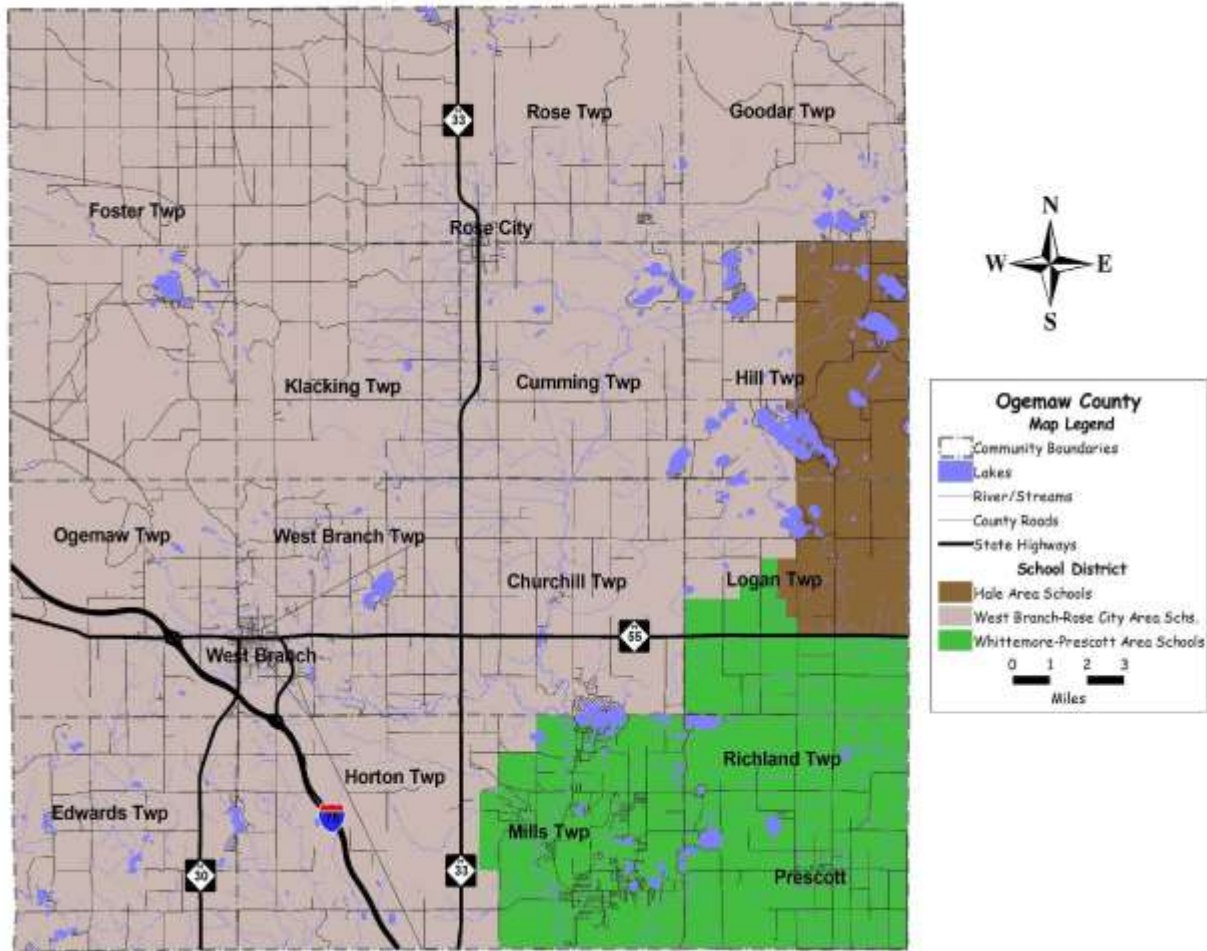 33
Rose Twp
Goodar Twp
Foster Twp
Rose City
N
W E
S
Klacking Twp
Cumming Twp
Hill Twp
Ogemaw County
Map Legend
Community Boundaries
Lakes
River/Streams
County Roads
State Highways
School District
Hale Area Schools
West Branch-Rose City Area Schs.
Whittemore-Prescott Area Schools
0 1 2 3
Miles
Ogemaw Twp
West Branch Twp
Churchill Twp
Logan Twp
55
West Branch
Richland Twp
Horton Twp
Edwards Twp
75
Mills Twp
30
33
Prescott